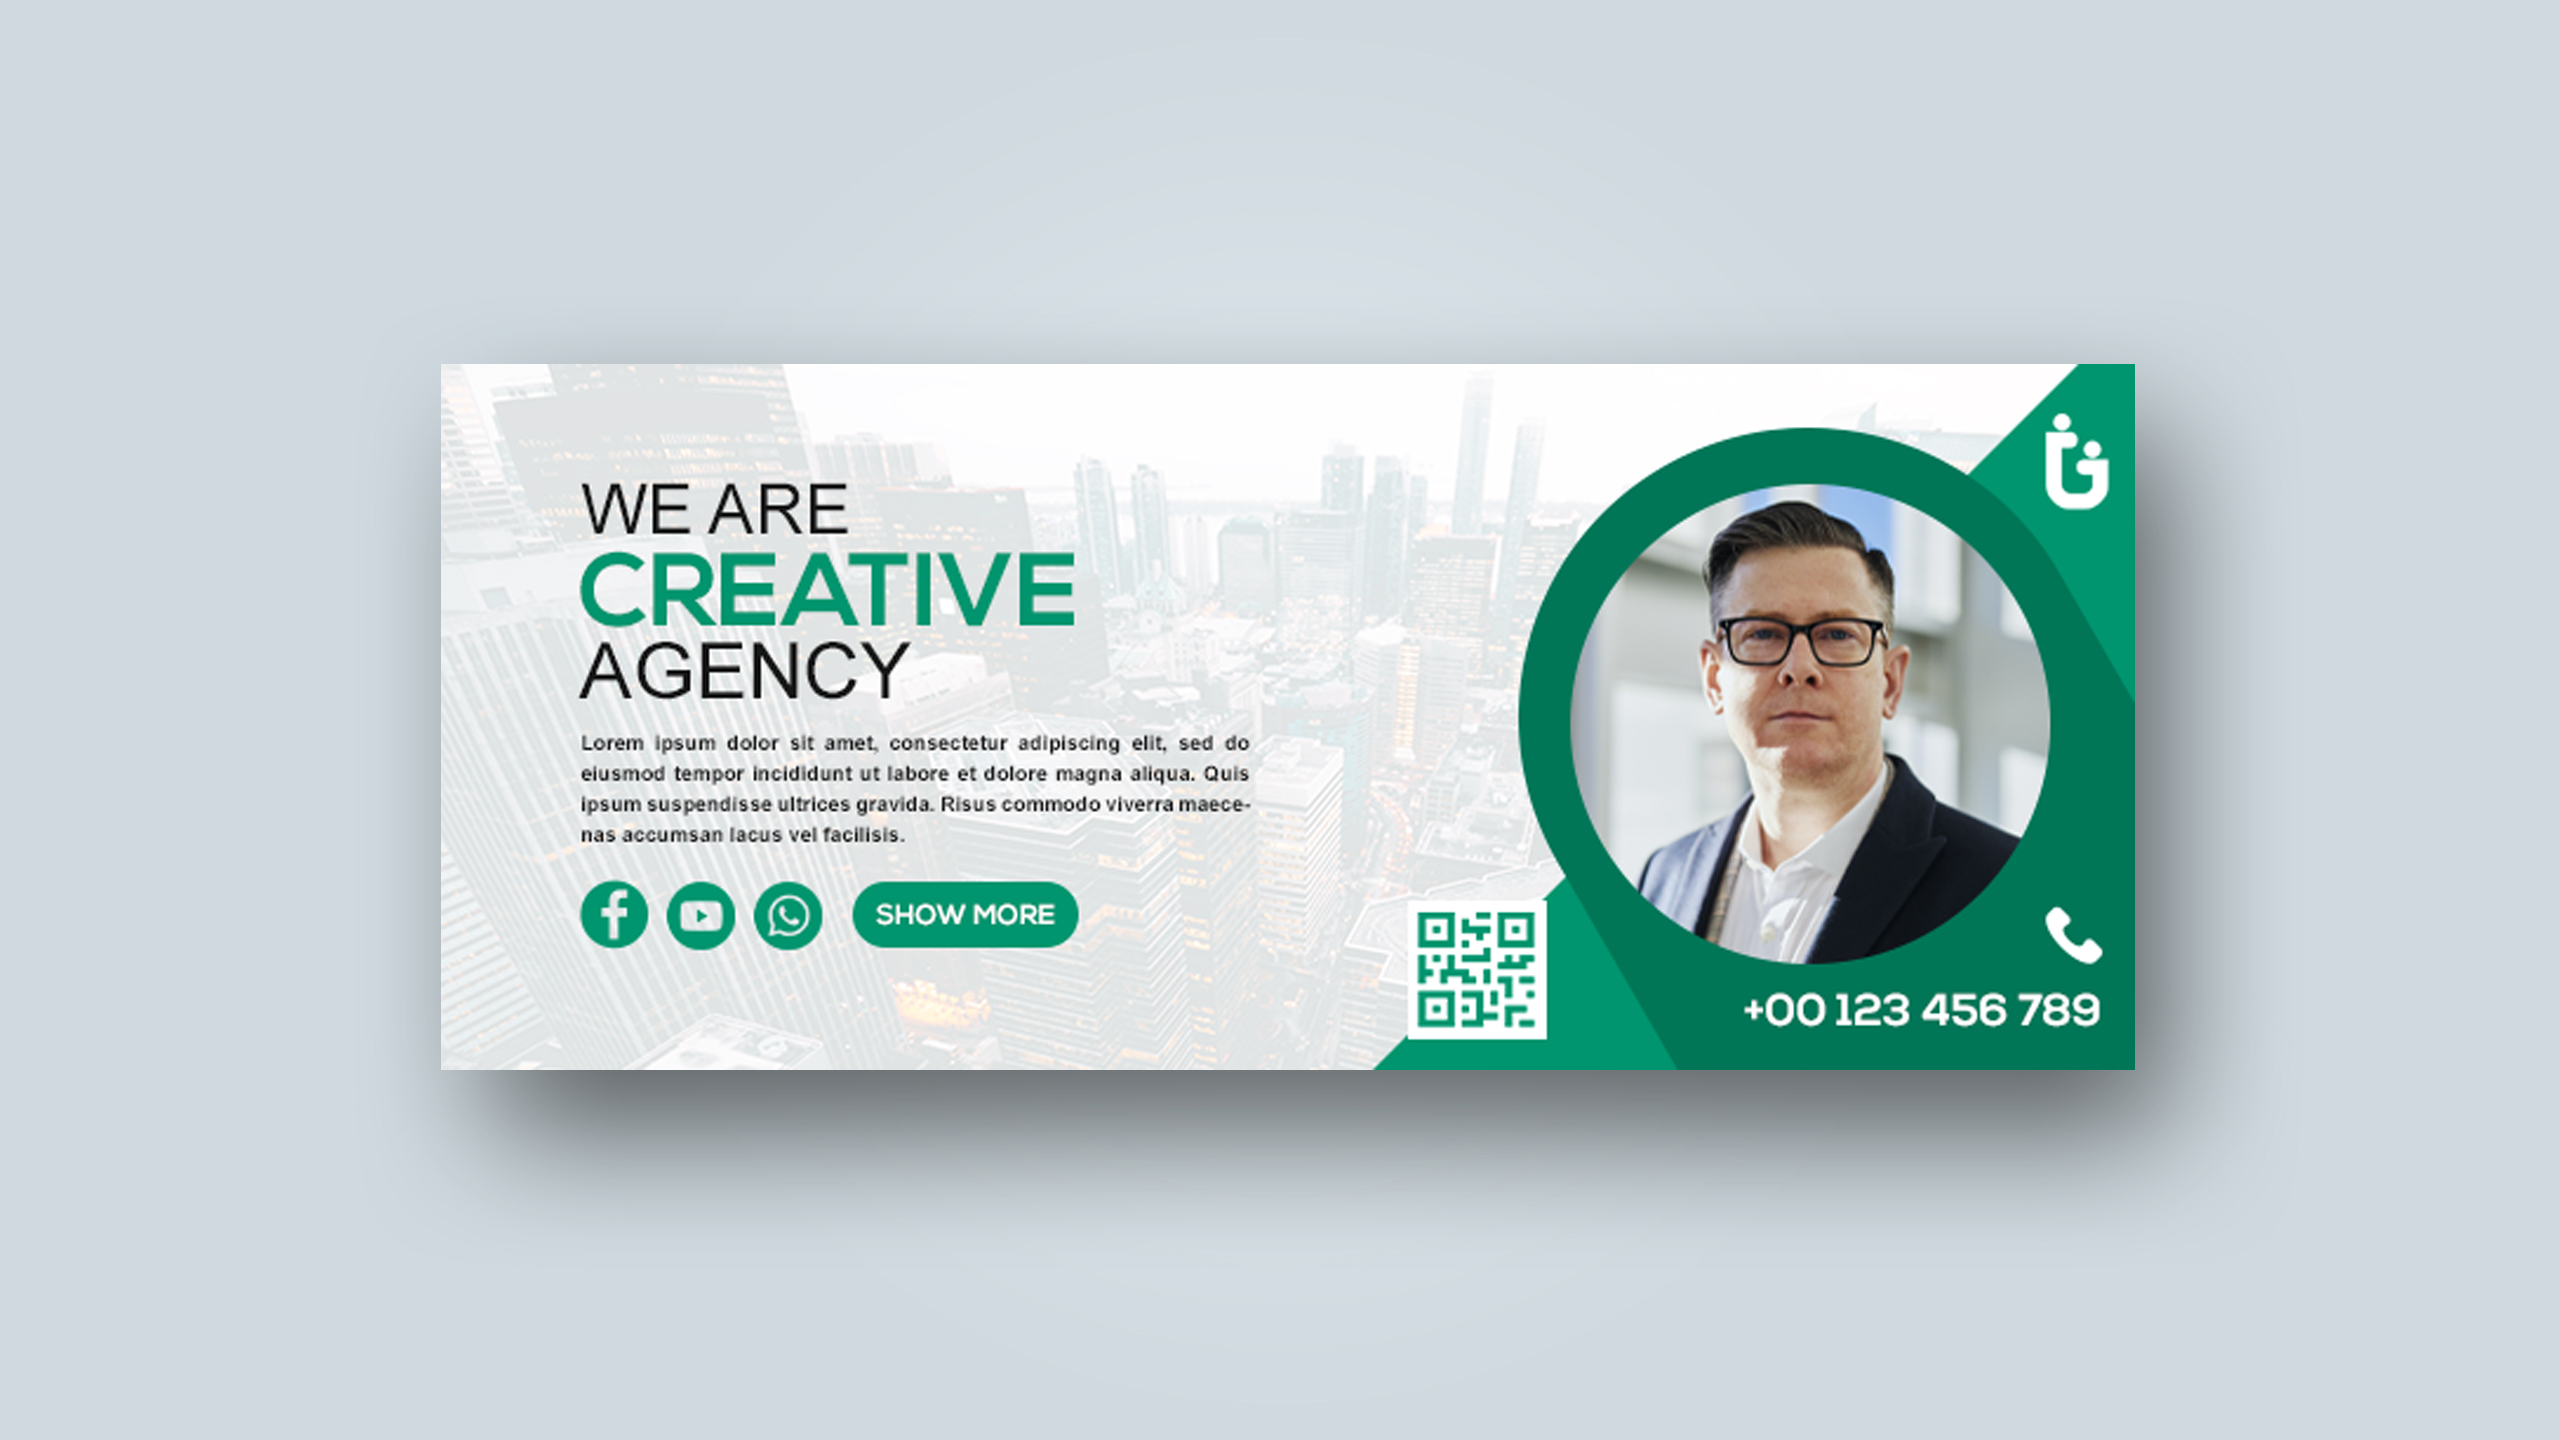 WE ARE
CREATIVE
AGENCY
Lorem ipsum dolor sit amet, consectetur adipiscing elit, sed do
eiusmod tempor incididunt ut labore et dolore magna aliqua. Quis
ipsum suspendisse ultrices gravida. Risus commodo viverra maece-
nas accumsan lacus vel facilisis.
SHOW MORE
+00 123 456 789